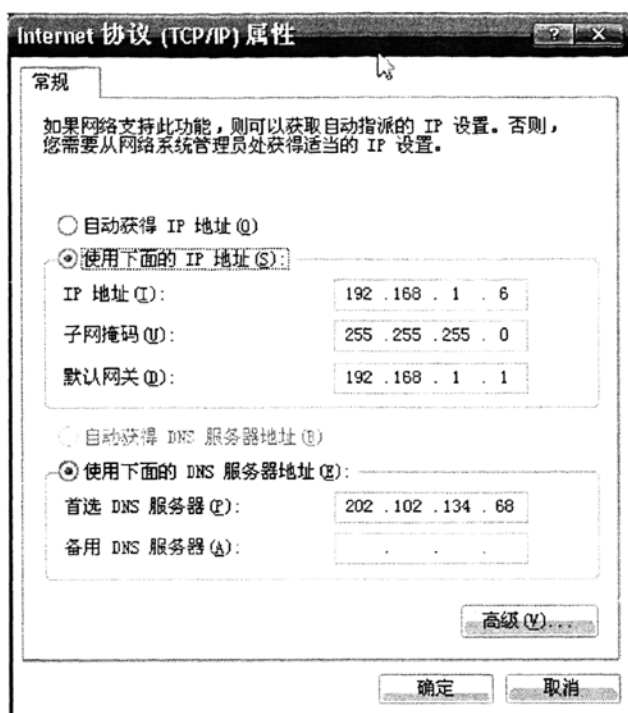 Internet 协议 (TCP/IP) 属性
常规
如果网络支持此功能，则可以获取自动指派的 IP 设置。否则，
您需要从网络系统管理员处获得适当的 IP 设置。
自动获得 IP 地址(O)
使用下面的 IP 地址(S):
IP 地址(I): 192 .168 . 1 . 6
子网掩码(U): 255 .255 .255 . 0
默认网关(D): 192 .168 . 1 . 1
自动获得 DNS 服务器地址(B)
使用下面的 DNS 服务器地址(E):
首选 DNS 服务器(P): 202 .102 .134 . 68
备用 DNS 服务器(A): . . .
高级(V)...
确定 取消